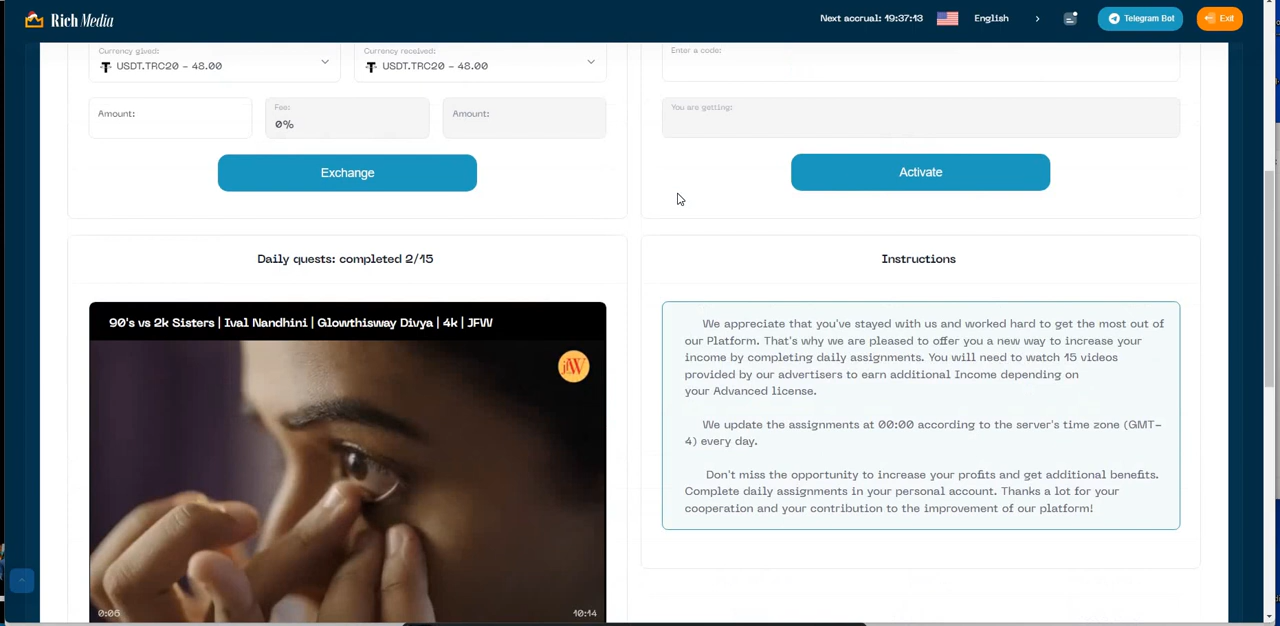 Rich Media
Next accrual: 19:37:13
English
Telegram Bot
Exit
Currency gived:
USDT.TRC20 - 48.00
Currency received:
USDT.TRC20 - 48.00
Enter a code:
Amount:
Fee:
0%
Amount:
You are getting:
Exchange
Activate
Daily quests: completed 2/15
Instructions
90's vs 2k Sisters | Ival Nandhini | Glowthisway Divya | 4k | JFW
jfW
0:06
10:14
We appreciate that you've stayed with us and worked hard to get the most out of
our Platform. That's why we are pleased to offer you a new way to increase your
income by completing daily assignments. You will need to watch 15 videos
provided by our advertisers to earn additional Income depending on
your Advanced license.
We update the assignments at 00:00 according to the server's time zone (GMT-
4) every day.
Don't miss the opportunity to increase your profits and get additional benefits.
Complete daily assignments in your personal account. Thanks a lot for your
cooperation and your contribution to the improvement of our platform!